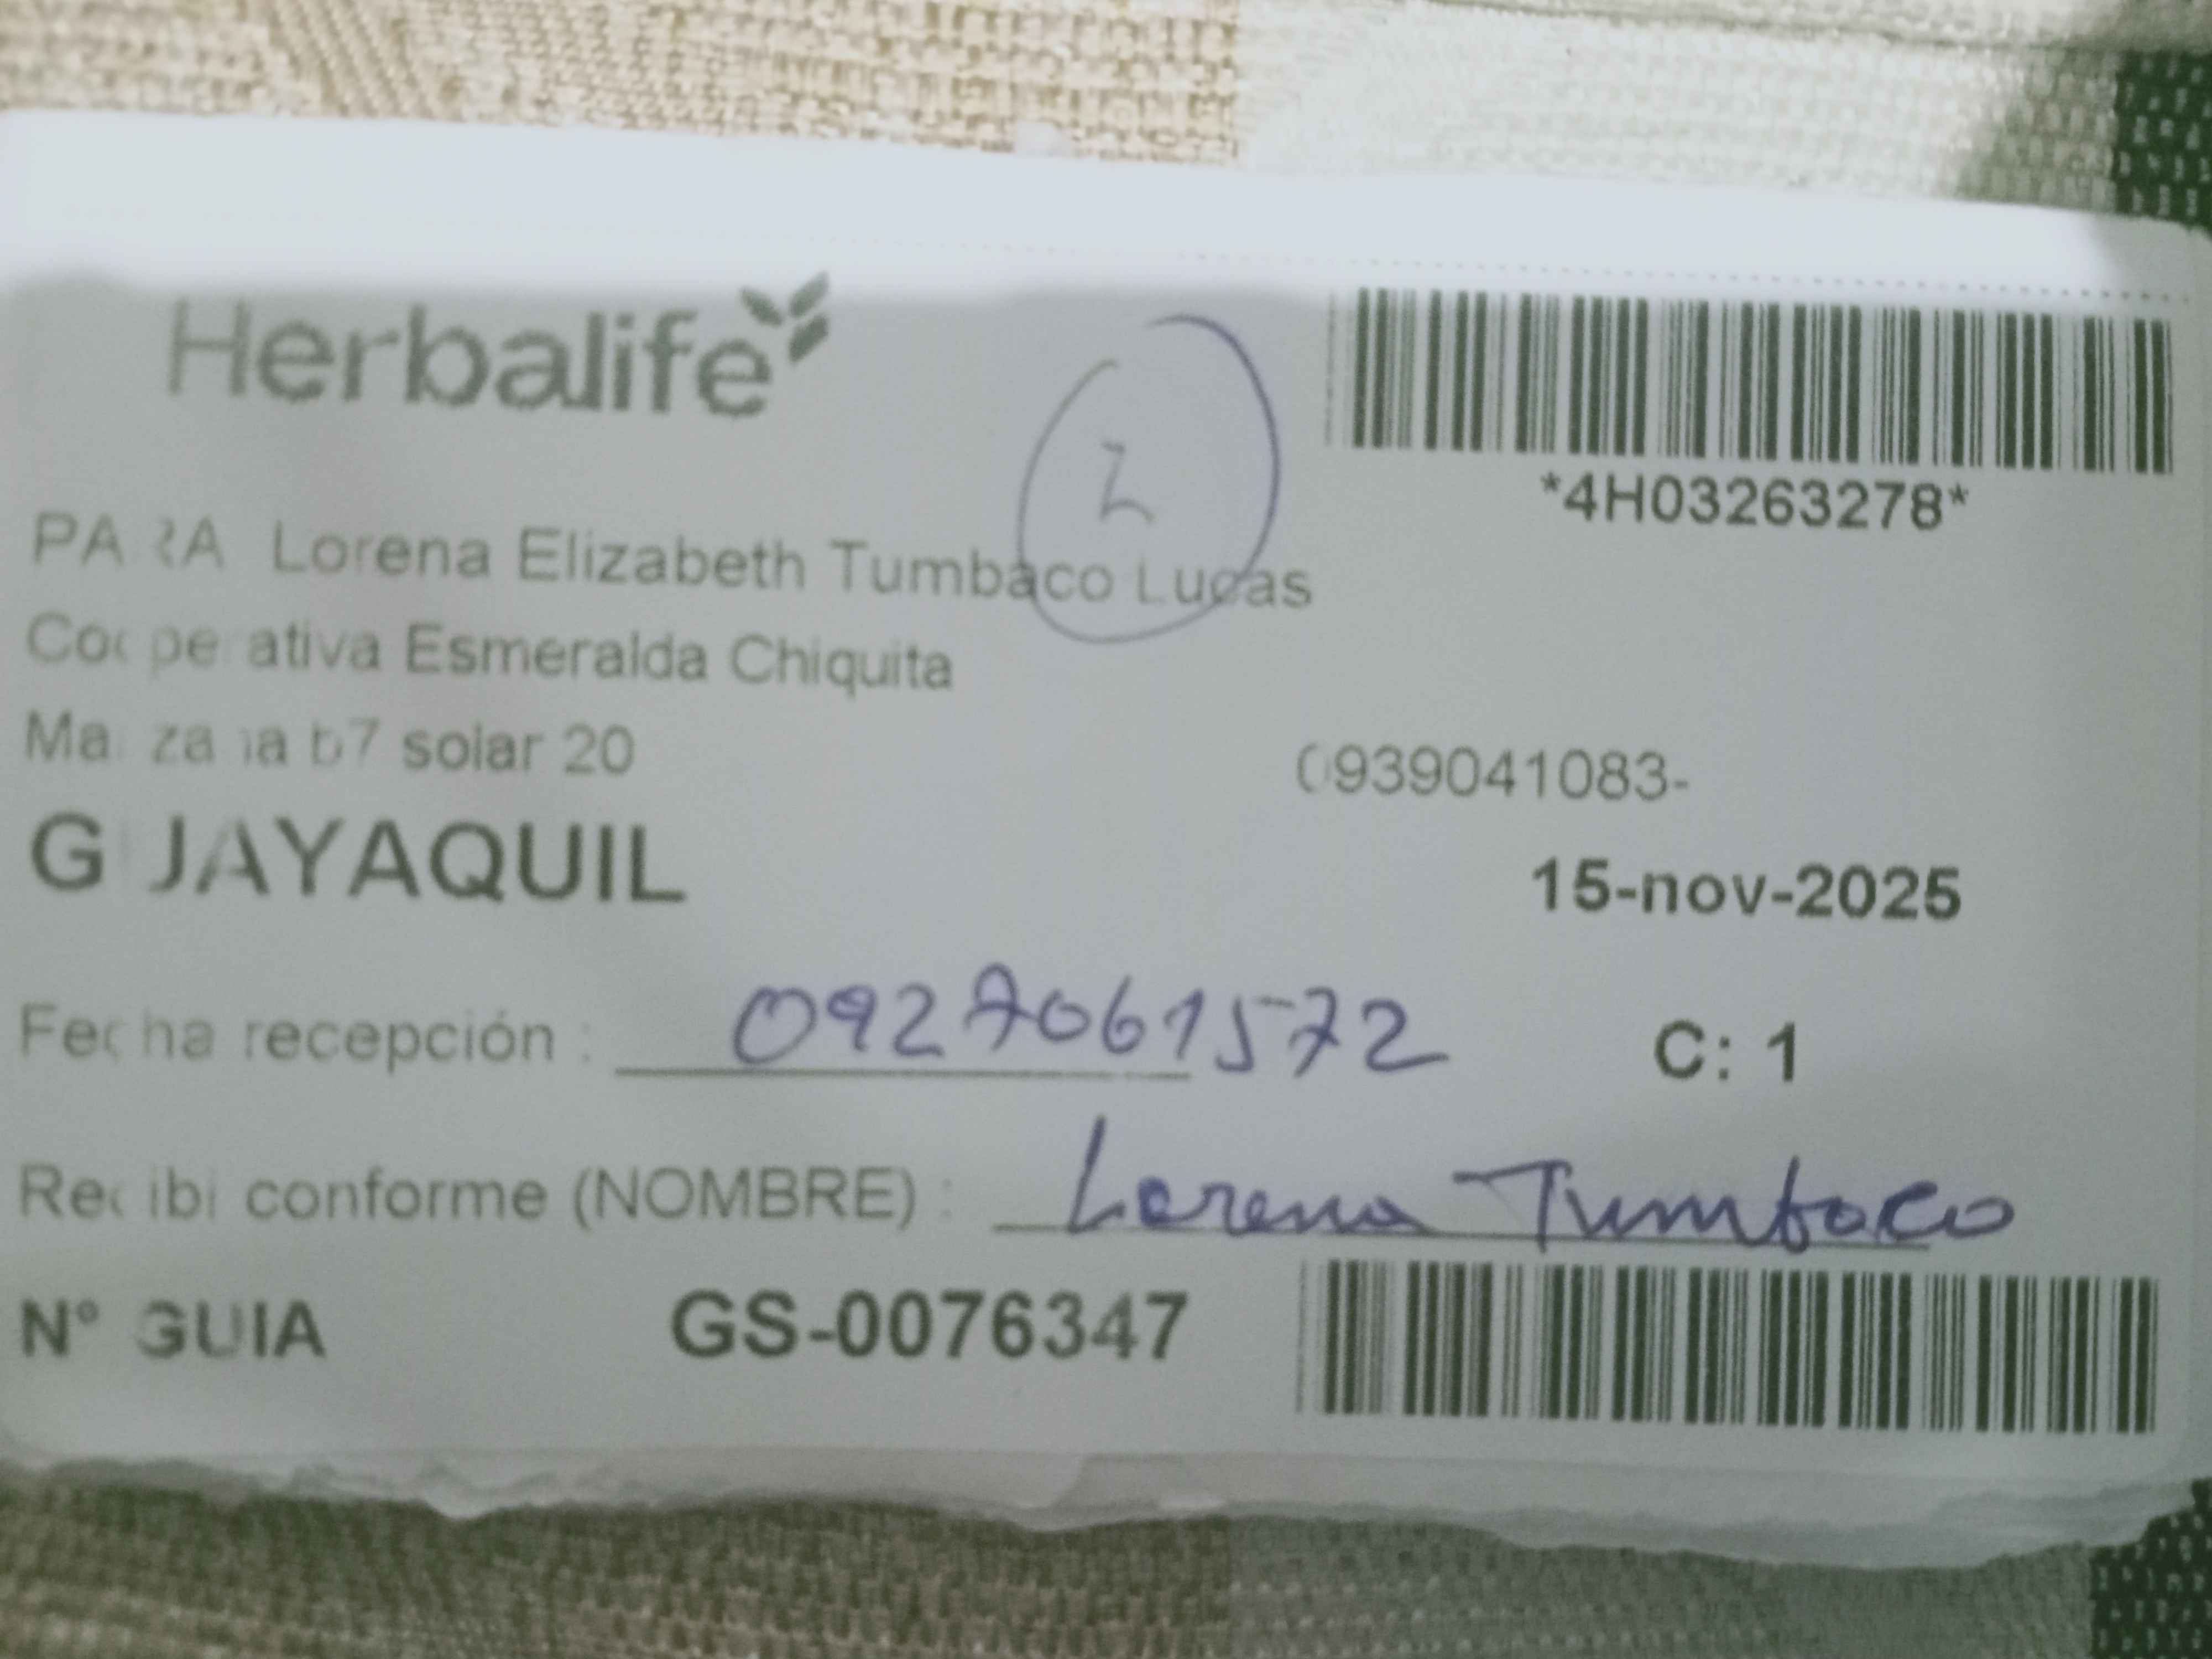 Herbalife
2
*4H03263278*
PARA Lorena Elizabeth Tumbaco Lucas
Cooperativa Esmeralda Chiquita
Manzana b7 solar 20
0939041083-
GUAYAQUIL
15-nov-2025
Fecha recepción : 0927061572
C: 1
Recibi conforme (NOMBRE) : Lorena Tumbaco
N° GUIA GS-0076347